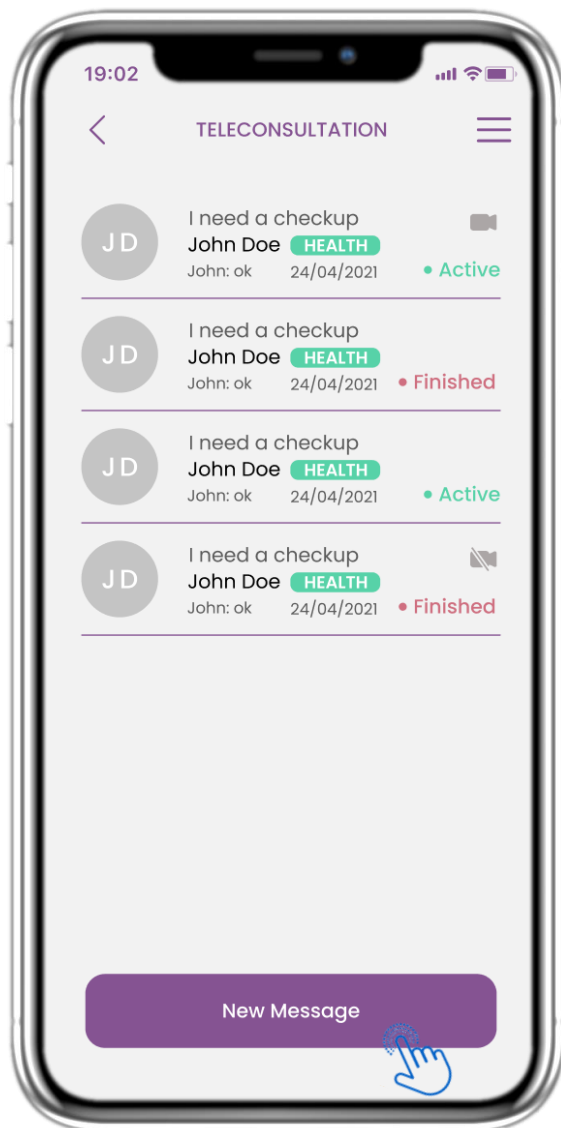 19:02
TELECONSULTATION
JD
I need a checkup
John Doe HEALTH
John: ok 24/04/2021 • Active
JD
I need a checkup
John Doe HEALTH
John: ok 24/04/2021 • Finished
JD
I need a checkup
John Doe HEALTH
John: ok 24/04/2021 • Active
JD
I need a checkup
John Doe HEALTH
John: ok 24/04/2021 • Finished
New Message